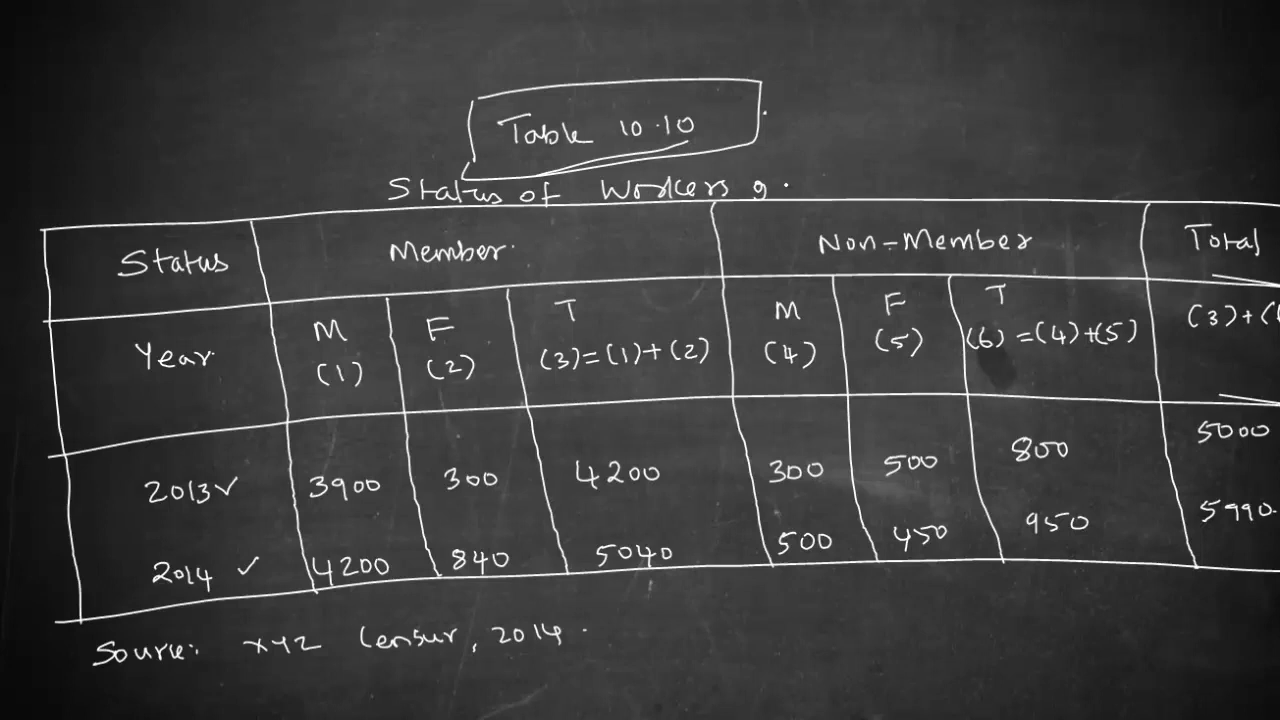 Table 10.10
Status of Workers
Status Member Non-Member Total
Year M F T M F T
(1) (2) (3)=(1)+(2) (4) (5) (6)=(4)+(5) (3)+(
2013 3900 300 4200 300 500 800 5000
2014 4200 840 5040 500 450 950 5990
Source: XYZ Censur, 2014